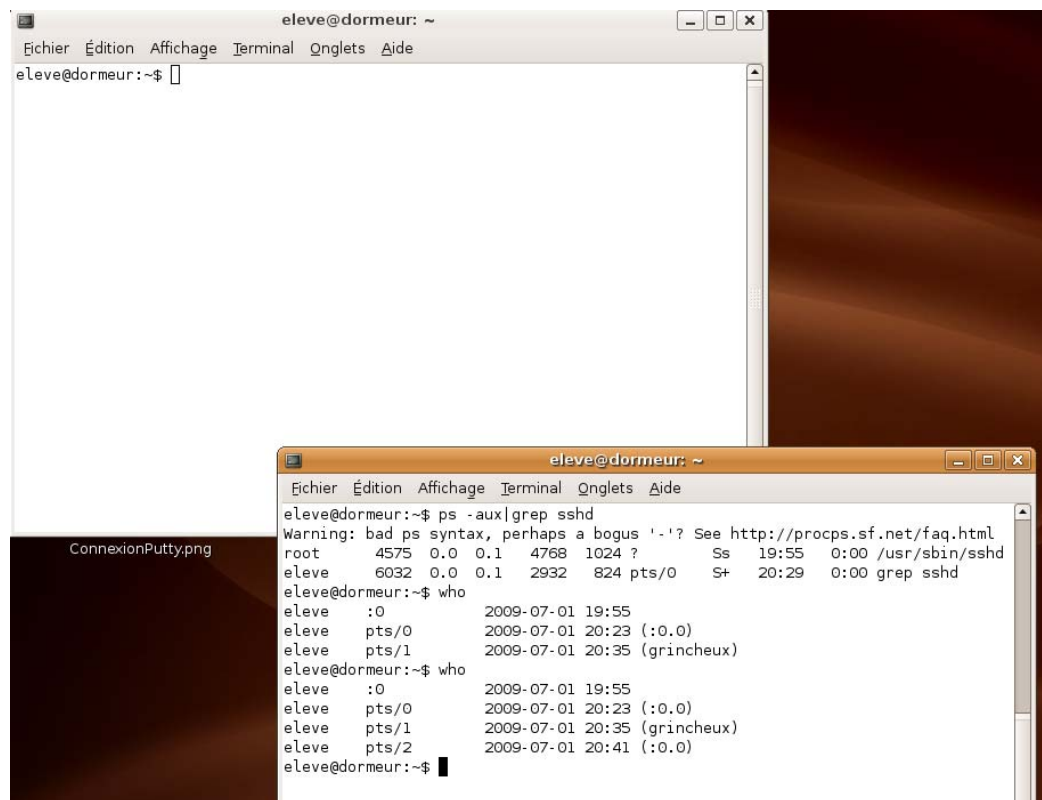 eleve@dormeur: ~
Fichier Édition Affichage Terminal Onglets Aide
eleve@dormeur:~$
ConnexionPutty.png
eleve@dormeur: ~
Fichier Édition Affichage Terminal Onglets Aide
eleve@dormeur:~$ ps -aux|grep sshd
Warning: bad ps syntax, perhaps a bogus '-'? See http://procps.sf.net/faq.html
root 4575 0.0 0.1 4768 1024 ? Ss 19:55 0:00 /usr/sbin/sshd
eleve 6032 0.0 0.1 2932 824 pts/0 S+ 20:29 0:00 grep sshd
eleve@dormeur:~$ who
eleve :0 2009-07-01 19:55
eleve pts/0 2009-07-01 20:23 (:0.0)
eleve pts/1 2009-07-01 20:35 (grincheux)
eleve@dormeur:~$ who
eleve :0 2009-07-01 19:55
eleve pts/0 2009-07-01 20:23 (:0.0)
eleve pts/1 2009-07-01 20:35 (grincheux)
eleve pts/2 2009-07-01 20:41 (:0.0)
eleve@dormeur:~$